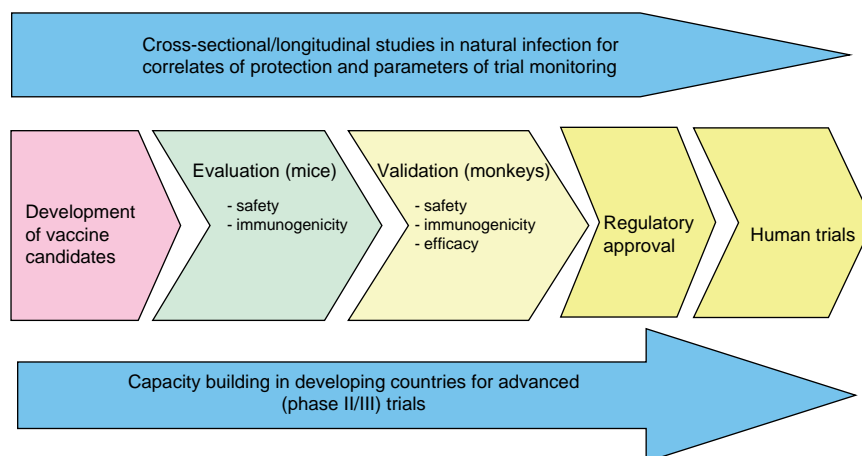 Cross-sectional/longitudinal studies in natural infection for
correlates of protection and parameters of trial monitoring
Development
of vaccine
candidates
Evaluation (mice)
- safety
- immunogenicity
Validation (monkeys)
- safety
- immunogenicity
- efficacy
Regulatory
approval
Human trials
Capacity building in developing countries for advanced
(phase II/III) trials